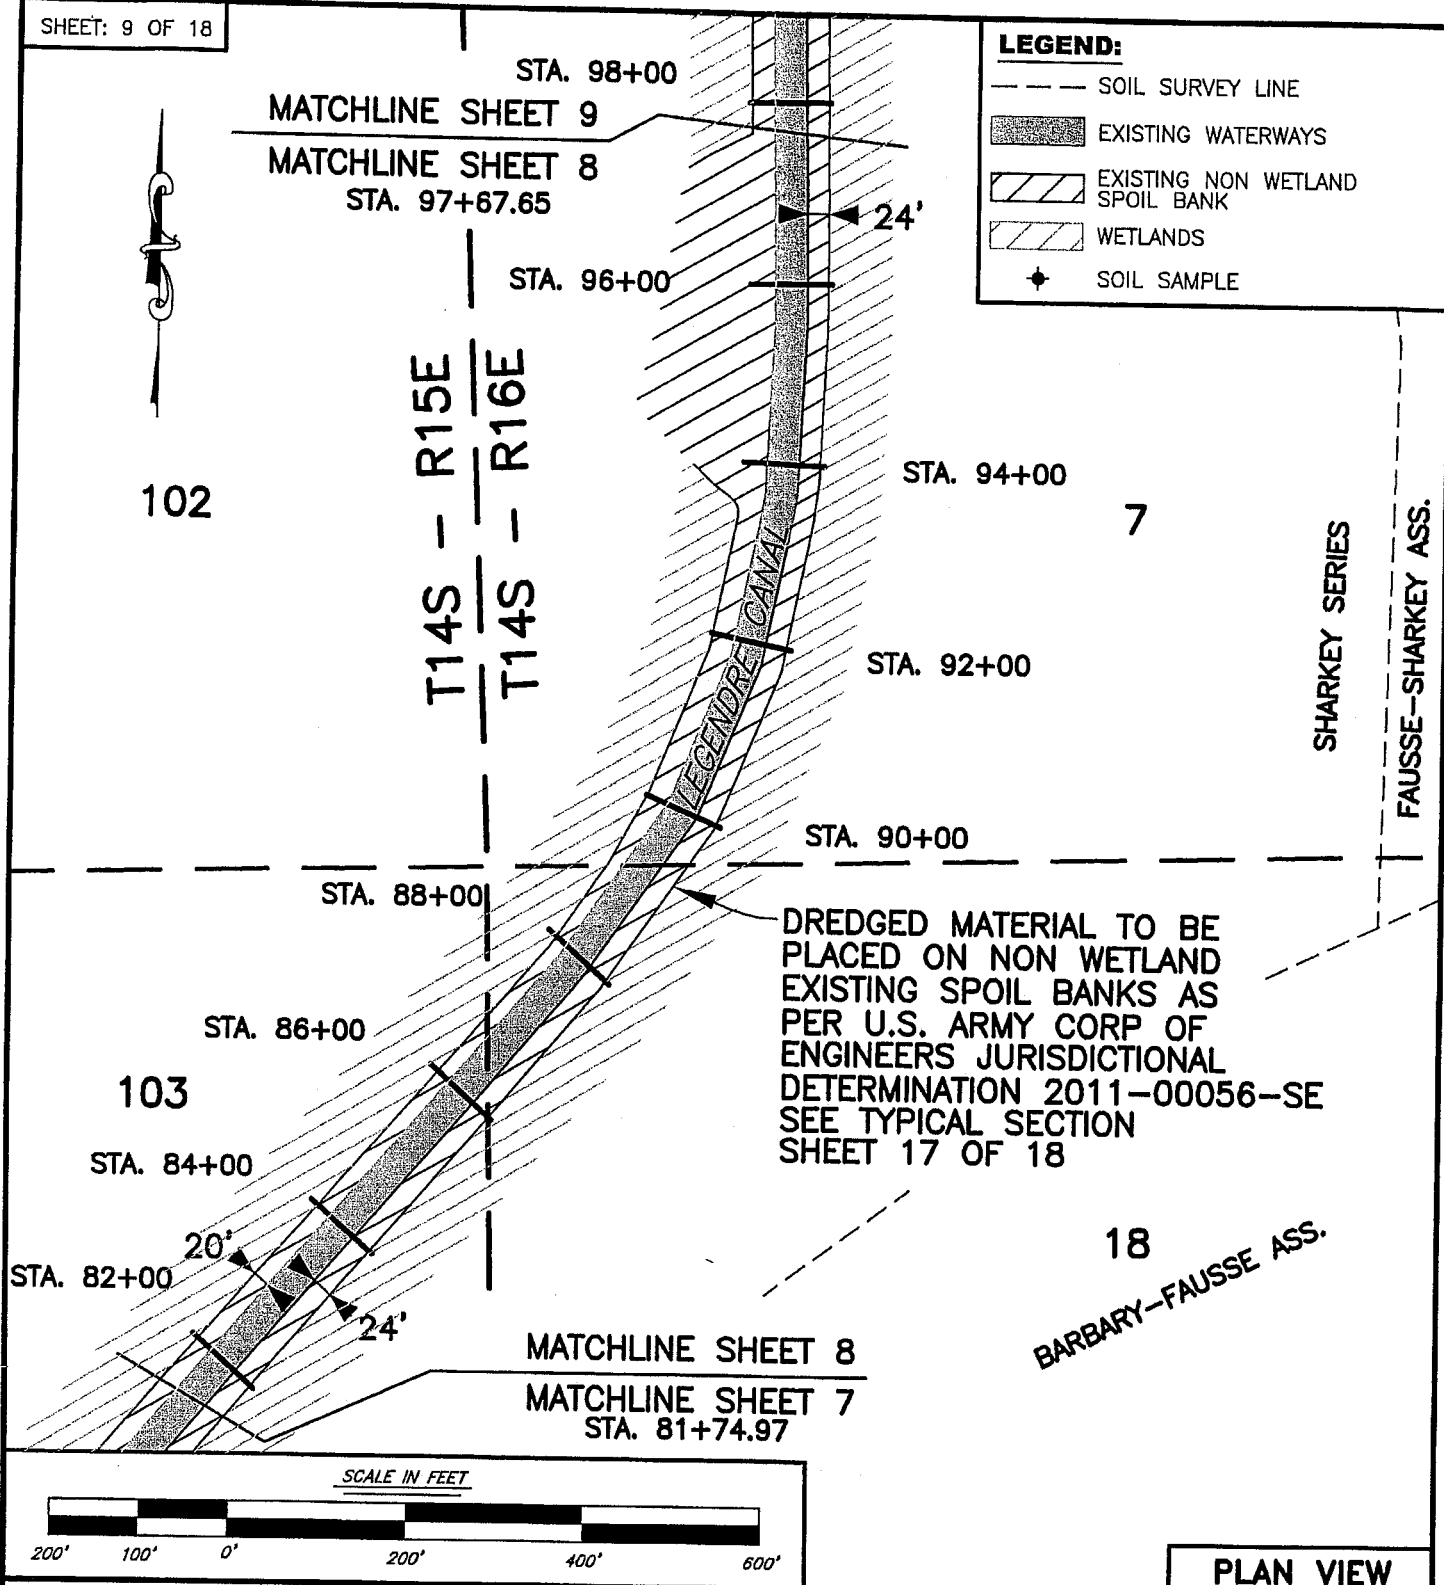 SHEET: 9 OF 18
LEGEND:
SOIL SURVEY LINE
EXISTING WATERWAYS
EXISTING NON WETLAND
SPOIL BANK
WETLANDS
SOIL SAMPLE
STA. 98+00
MATCHLINE SHEET 9
MATCHLINE SHEET 8
STA. 97+67.65
24'
STA. 96+00
T14S - R15E
T14S - R16E
102
STA. 94+00
7
SHARKEY SERIES
FAUSSE-SHARKEY ASS.
LEGENDRE CANAL
STA. 92+00
STA. 90+00
STA. 88+00
DREDGED MATERIAL TO BE
PLACED ON NON WETLAND
EXISTING SPOIL BANKS AS
PER U.S. ARMY CORP OF
ENGINEERS JURISDICTIONAL
DETERMINATION 2011-00056-SE
SEE TYPICAL SECTION
SHEET 17 OF 18
STA. 86+00
103
STA. 84+00
20'
STA. 82+00
24'
18
BARBARY-FAUSSE ASS.
MATCHLINE SHEET 8
MATCHLINE SHEET 7
STA. 81+74.97
SCALE IN FEET
200' 100' 0' 200' 400' 600'
PLAN VIEW